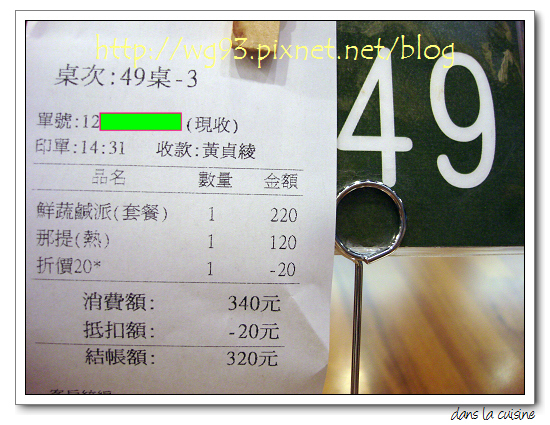 http://wg93.pixnet.net/blog
桌次:49桌-3
49
單號:12 (現收)
印單:14:31 收款:黃貞綾
品名 數量 金額
鮮蔬鹹派(套餐) 1 220
那提(熱) 1 120
折價20* 1 -20
消費額: 340元
抵扣額: -20元
結帳額: 320元
dans la cuisine